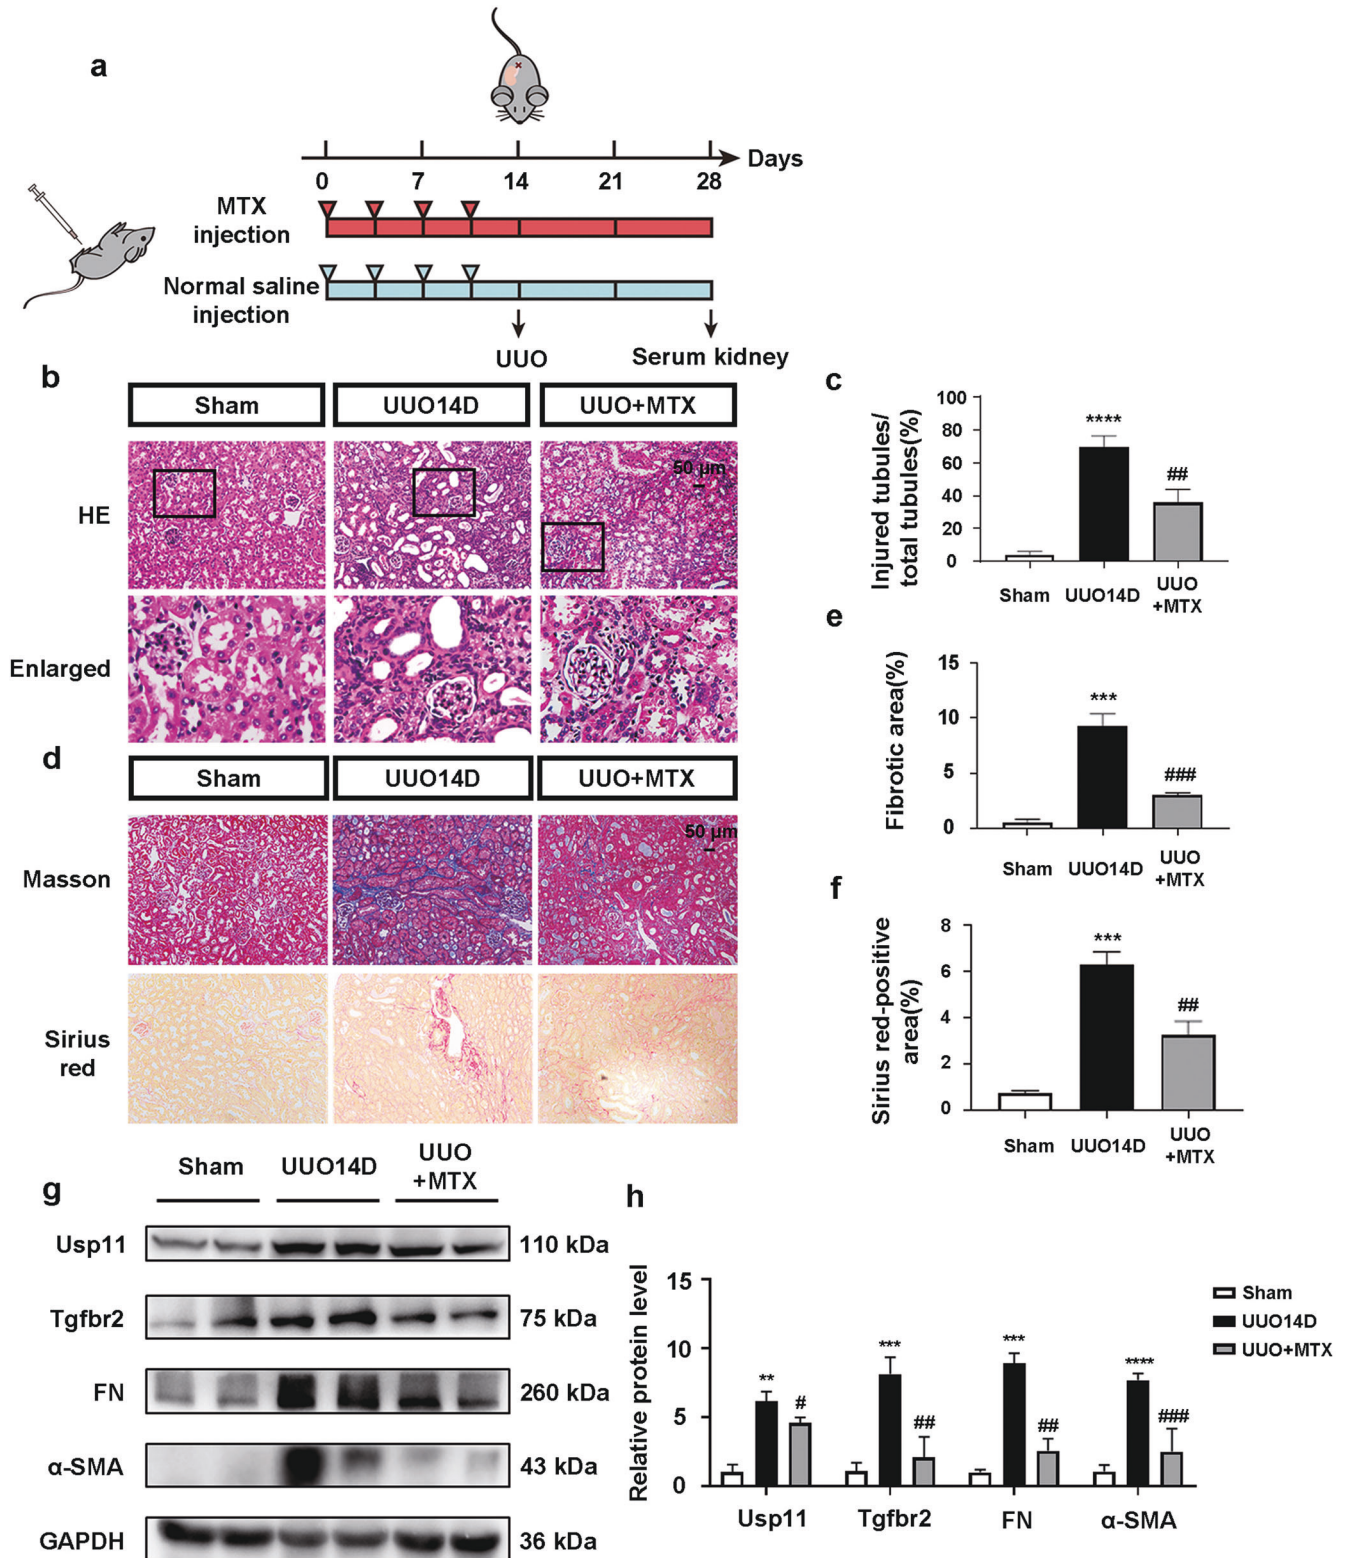 a
Days
0 7 14 21 28
MTX
injection
Normal saline
injection
UUO
Serum kidney
b
Sham UUO14D UUO+MTX
HE
50 μm
Enlarged
c
Injured tubules/
total tubules(%)
100
80
60
40
20
0
****
##
Sham UUO14D UUO
+MTX
d
Sham UUO14D UUO+MTX
Masson
50 μm
Sirius
red
e
Fibrotic area(%)
15
10
5
0
***
###
Sham UUO14D UUO
+MTX
f
Sirius red-positive
area(%)
8
6
4
2
0
***
##
Sham UUO14D UUO
+MTX
g
Sham UUO14D UUO
+MTX
Usp11 110 kDa
Tgfbr2 75 kDa
FN 260 kDa
α-SMA 43 kDa
GAPDH 36 kDa
h
Relative protein level
15
10
5
0
** # *** ## *** ## **** ###
Usp11 Tgfbr2 FN α-SMA
Sham
UUO14D
UUO+MTX